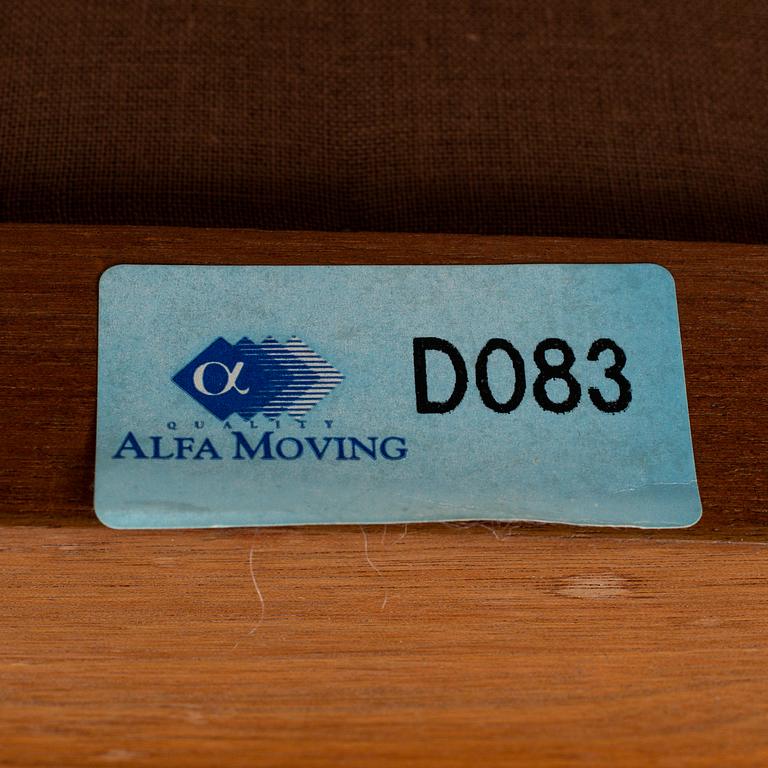 α
QUALITY
ALFA MOVING
D083